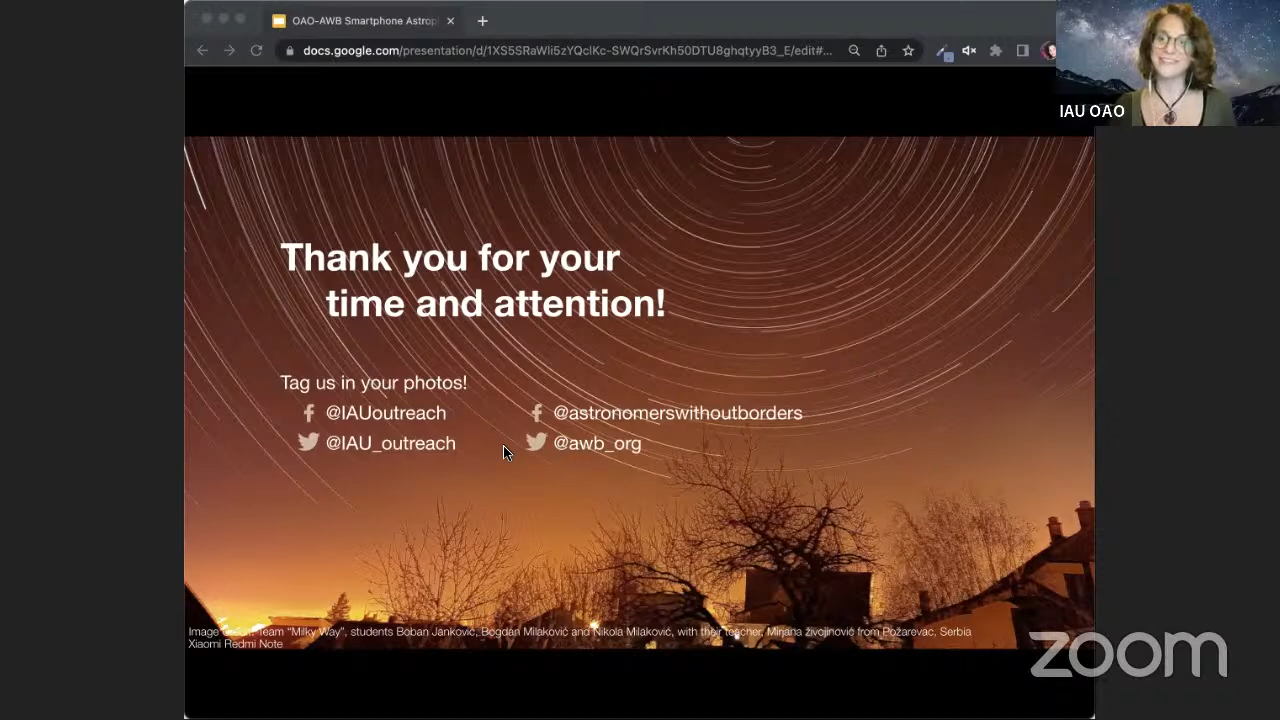 OAO-AWB Smartphone Astrop
docs.google.com/presentation/d/1XS5SRaWli5zYQclKc-SWQrSvrKh50DTU8ghqtyyB3_E/edit#...
IAU OAO
Thank you for your
time and attention!
Tag us in your photos!
@IAUoutreach
@astronomerswithoutborders
@IAU_outreach
@awb_org
Image Credit: Team “Milky Way”, students Boban Janković, Bogdan Milaković and Nikola Milaković, with their teacher, Mirjana živojinović from Požarevac, Serbia
Xiaomi Redmi Note
zoom